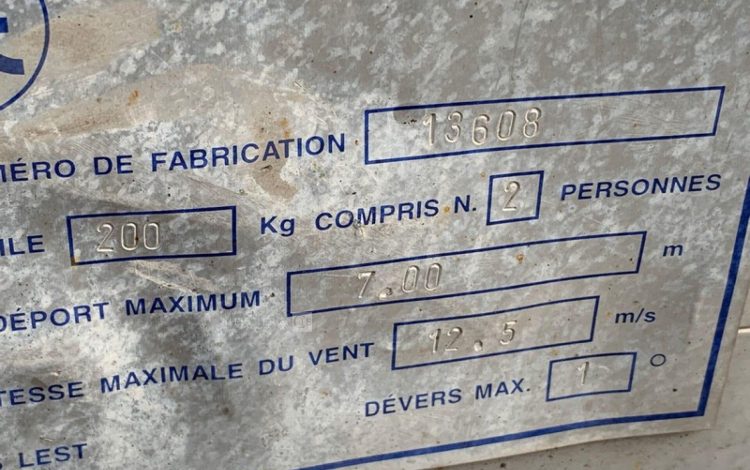 ÉRO DE FABRICATION 13608
ILE 200 Kg COMPRIS N. 2 PERSONNES
DÉPORT MAXIMUM 7.00 m
TESSE MAXIMALE DU VENT 12.5 m/s
DÉVERS MAX. 1 °
LEST